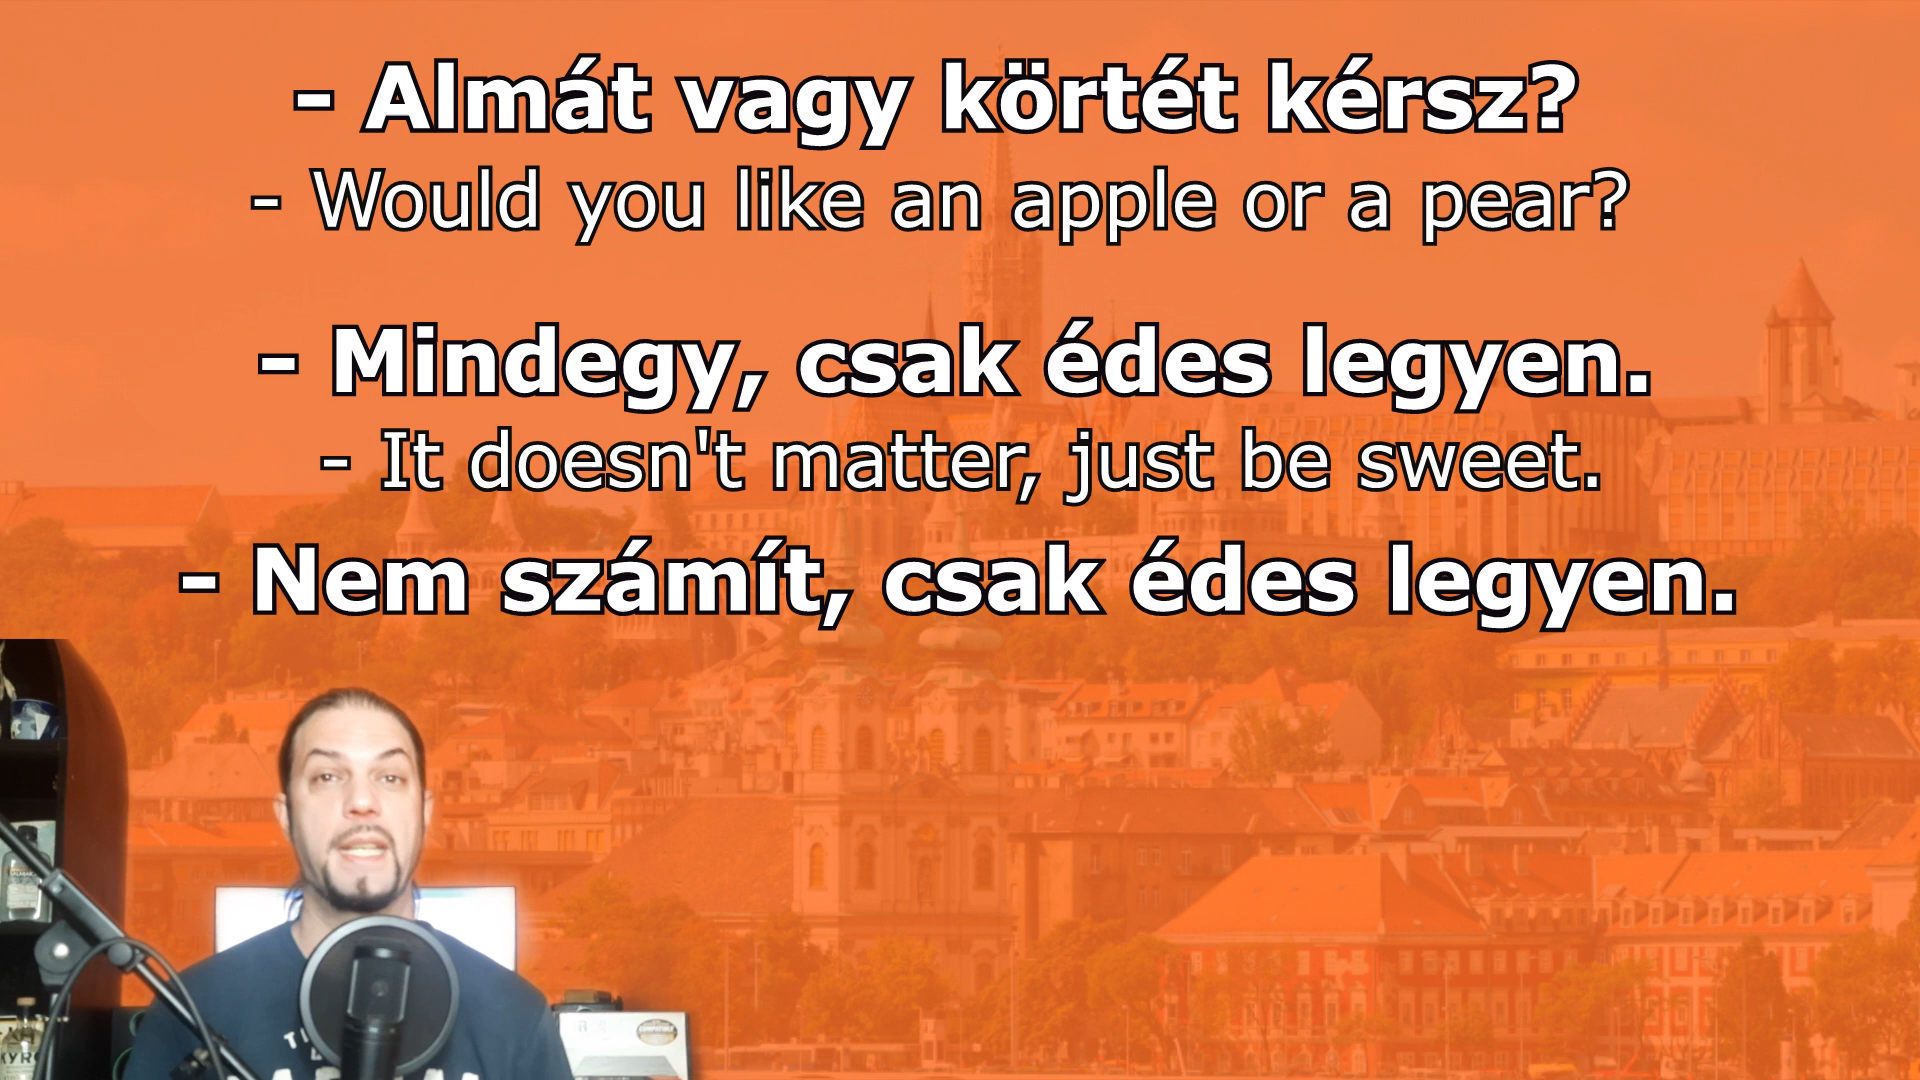 - Almát vagy körtét kérsz?
- Would you like an apple or a pear?
- Mindegy, csak édes legyen.
- It doesn't matter, just be sweet.
- Nem számít, csak édes legyen.